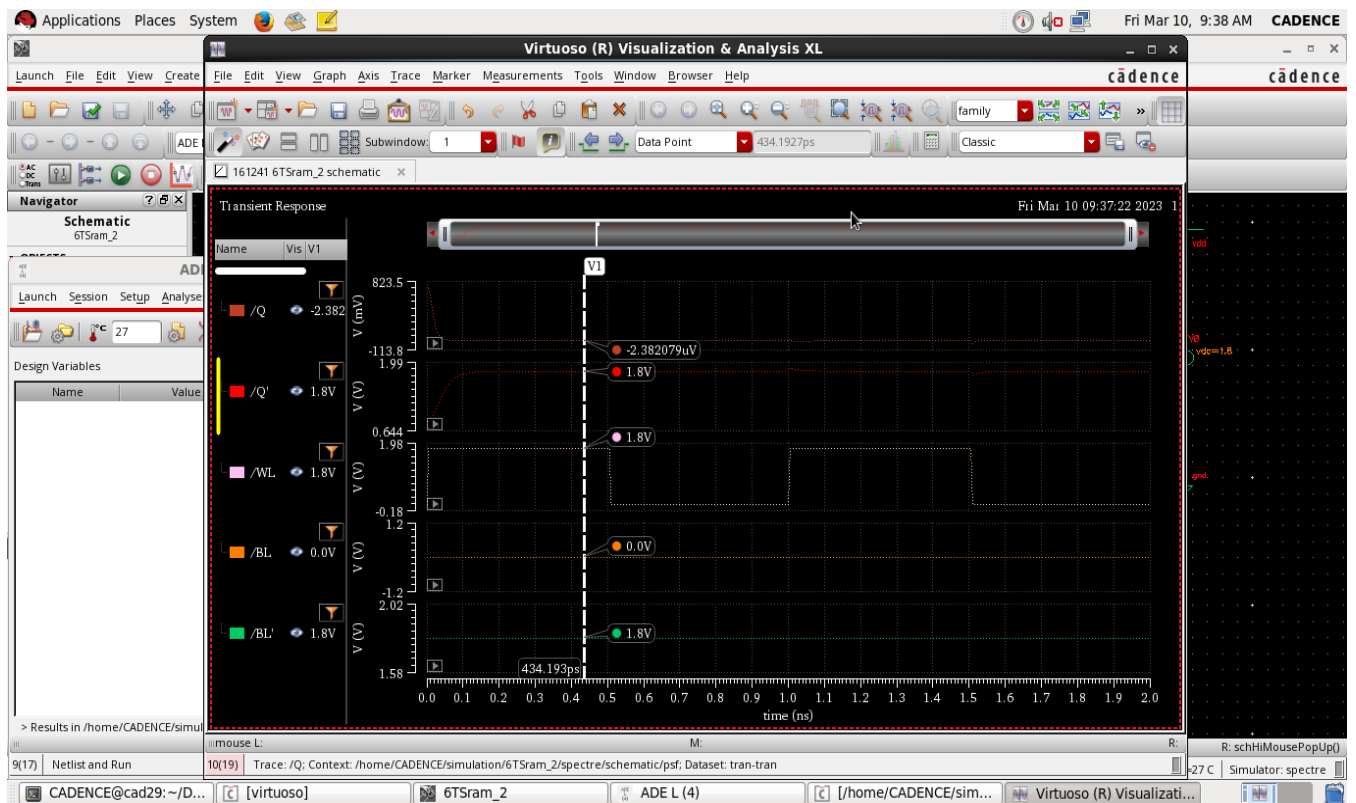 Applications Places System Fri Mar 10, 9:38 AM CADENCE
Virtuoso (R) Visualization & Analysis XL
Launch File Edit View Create
File Edit View Graph Axis Trace Marker Measurements Tools Window Browser Help cādence
cādence
family »
ADE
Subwindow: 1 Data Point 434.1927ps Classic
161241 6TSram_2 schematic ×
AC
DC
Trans
Navigator
Schematic
6TSram_2
OBJECTS
ADE
Launch Session Setup Analyse
°C 27
Design Variables
Name Value
Transient Response Fri Mar 10 09:37:22 2023 1
Name Vis V1
V1
/Q -2.382
823.5
V (mV)
-113.8
-2.382079uV
/Q' 1.8V
1.99
V (V)
0.644
1.8V
/WL 1.8V
1.98
V (V)
-0.18
1.8V
/BL 0.0V
1.2
V (V)
-1.2
0.0V
/BL' 1.8V
2.02
V (V)
1.58
1.8V
434.193ps
0.0 0.1 0.2 0.3 0.4 0.5 0.6 0.7 0.8 0.9 1.0 1.1 1.2 1.3 1.4 1.5 1.6 1.7 1.8 1.9 2.0
time (ns)
vdd
vdc=1.8
gnd
> Results in /home/CADENCE/simul
mouse L: M: R:
R: schHiMousePopUp()
9(17) Netlist and Run
10(19) Trace: /Q; Context: /home/CADENCE/simulation/6TSram_2/spectre/schematic/psf; Dataset: tran-tran
=27 C Simulator: spectre
CADENCE@cad29:~/D... [virtuoso] 6TSram_2 ADE L (4) [/home/CADENCE/sim... Virtuoso (R) Visualizati...